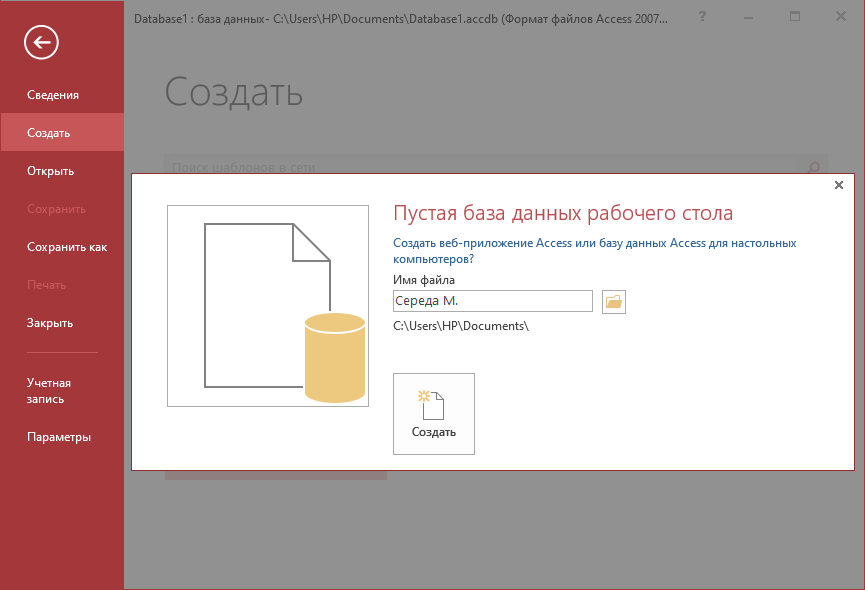 Database1 : база данных- C:\Users\HP\Documents\Database1.accdb (Формат файлов Access 2007...
?
Сведения
Создать
Открыть
Сохранить
Сохранить как
Печать
Закрыть
Учетная
запись
Параметры
Создать
Поиск шаблонов в сети
Пустая база данных рабочего стола
Создать веб-приложение Access или базу данных Access для настольных
компьютеров?
Имя файла
Середа М.
C:\Users\HP\Documents\
Создать